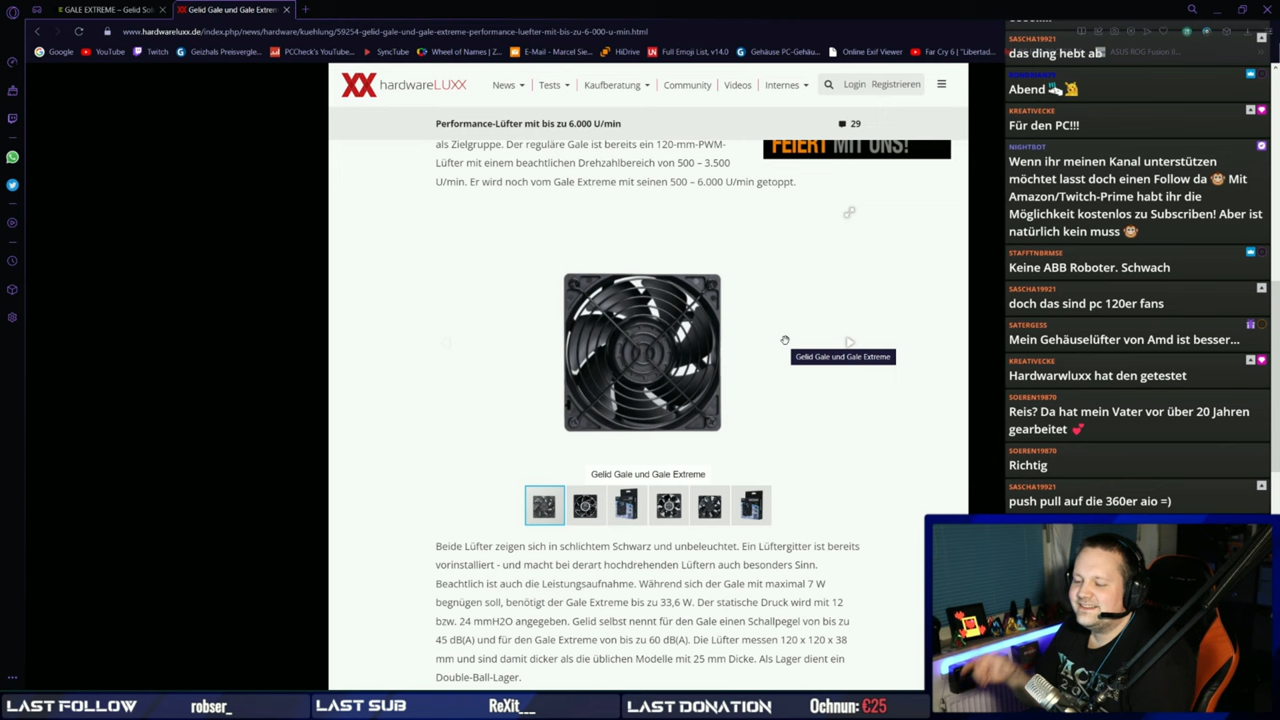 GALE EXTREME – Gelid Sol
Gelid Gale und Gale Extrem
www.hardwareluxx.de/index.php/news/hardware/kuehlung/59254-gelid-gale-und-gale-extreme-performance-luefter-mit-bis-zu-6-000-u-min.html
Google
YouTube
Twitch
Geizhals Preisvergle...
PCCheck's YouTube...
SyncTube
Wheel of Names | Z...
E-Mail - Marcel Sie...
HiDrive
Full Emoji List, v14.0
Gehäuse PC-Gehäu...
Online Exif Viewer
Far Cry 6 | "Libertad...
ASUS ROG Fusion II...
hardwareLUXX
News
Tests
Kaufberatung
Community
Videos
Internes
Login
Registrieren
Performance-Lüfter mit bis zu 6.000 U/min
29
als Zielgruppe. Der reguläre Gale ist bereits ein 120-mm-PWM-
Lüfter mit einem beachtlichen Drehzahlbereich von 500 – 3.500
U/min. Er wird noch vom Gale Extreme mit seinen 500 – 6.000 U/min getoppt.
FEIERT MIT UNS!
Gelid Gale und Gale Extreme
Gelid Gale und Gale Extreme
Beide Lüfter zeigen sich in schlichtem Schwarz und unbeleuchtet. Ein Lüftergitter ist bereits
vorinstalliert - und macht bei derart hochdrehenden Lüftern auch besonders Sinn.
Beachtlich ist auch die Leistungsaufnahme. Während sich der Gale mit maximal 7 W
begnügen soll, benötigt der Gale Extreme bis zu 33,6 W. Der statische Druck wird mit 12
bzw. 24 mmH2O angegeben. Gelid selbst nennt für den Gale einen Schallpegel von bis zu
45 dB(A) und für den Gale Extreme von bis zu 60 dB(A). Die Lüfter messen 120 x 120 x 38
mm und sind damit dicker als die üblichen Modelle mit 25 mm Dicke. Als Lager dient ein
Double-Ball-Lager.
SASCHA19921
das ding hebt ab
Abend
KREATIVECKE
Für den PC!!!
NIGHTBOT
Wenn ihr meinen Kanal unterstützen
möchtet lasst doch einen Follow da 🐵 Mit
Amazon/Twitch-Prime habt ihr die
Möglichkeit kostenlos zu Subscriben! Aber ist
natürlich kein muss 🐵
STAFFTNBRMSE
Keine ABB Roboter. Schwach
SASCHA19921
doch das sind pc 120er fans
SATERGESS
Mein Gehäuselüfter von Amd ist besser...
KREATIVECKE
Hardwarwluxx hat den getestet
SOEREN19870
Reis? Da hat mein Vater vor über 20 Jahren
gearbeitet 💕
SOEREN19870
Richtig
SASCHA19921
push pull auf die 360er aio =)
LAST FOLLOW
robser_
LAST SUB
ReXit___
LAST DONATION
Ochnun: €25